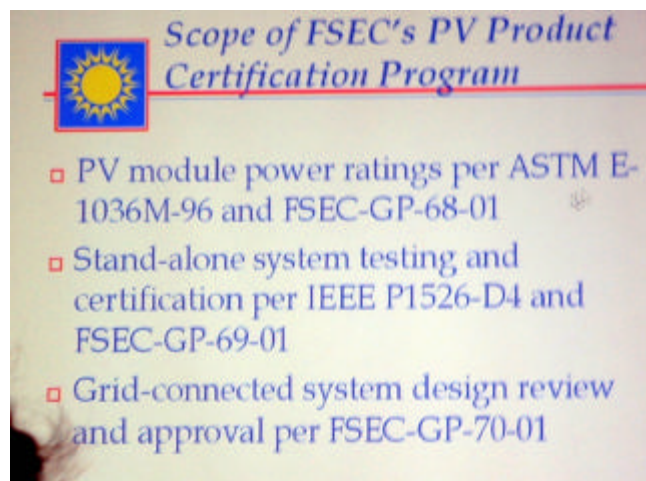 Scope of FSEC's PV Product
Certification Program
PV module power ratings per ASTM E-
1036M-96 and FSEC-GP-68-01
Stand-alone system testing and
certification per IEEE P1526-D4 and
FSEC-GP-69-01
Grid-connected system design review
and approval per FSEC-GP-70-01